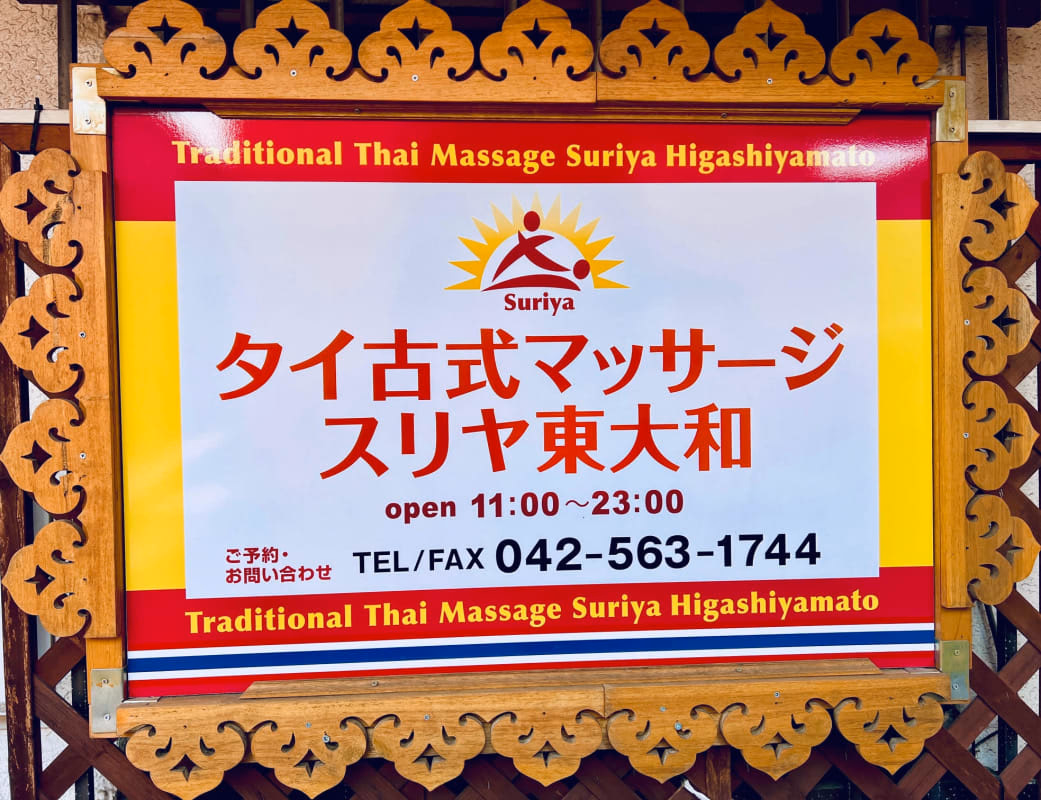 Traditional Thai Massage Suriya Higashiyamato
Suriya
タイ古式マッサージ
スリヤ東大和
open 11:00～23:00
ご予約・
お問い合わせ
TEL/FAX 042-563-1744
Traditional Thai Massage Suriya Higashiyamato